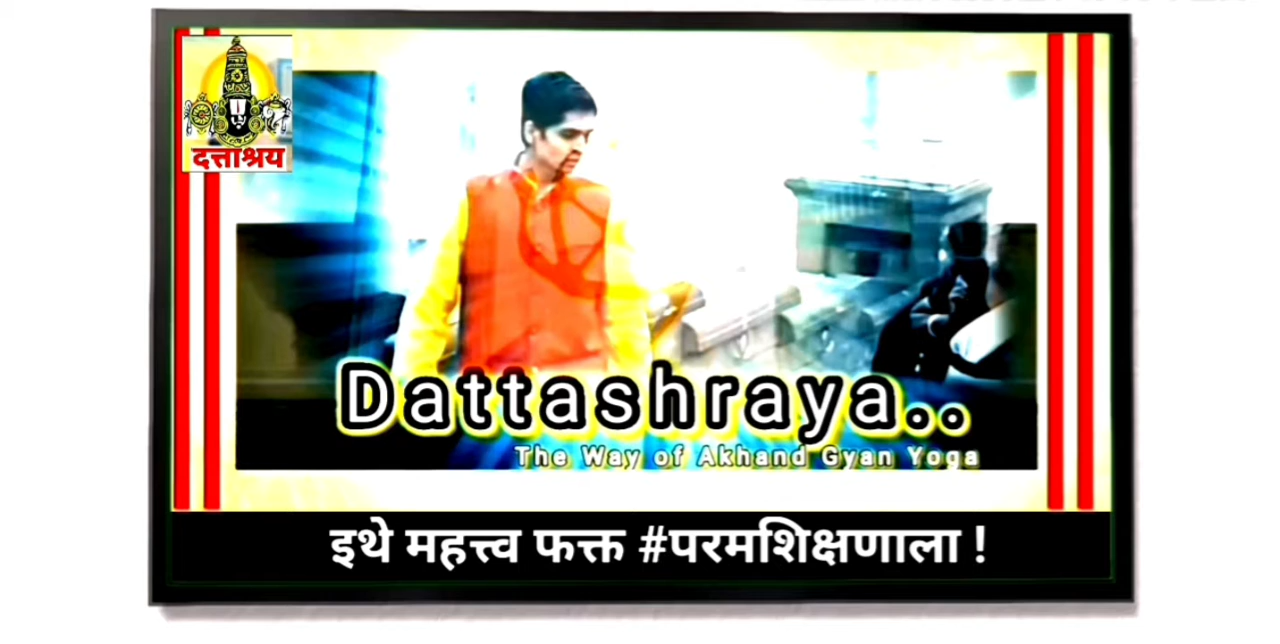 दत्ताश्रय
Dattashraya..
The Way of Akhand Gyan Yoga
इथे महत्त्व फक्त #परमशिक्षणाला !